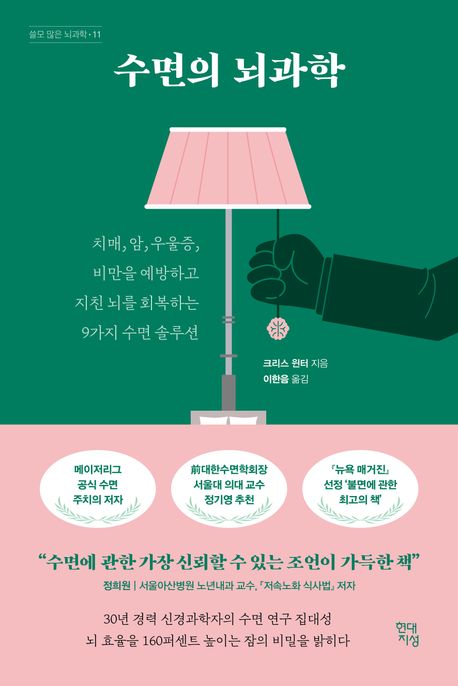 쓸모 많은 뇌과학·11
수면의 뇌과학
치매, 암, 우울증,
비만을 예방하고
지친 뇌를 회복하는
9가지 수면 솔루션
크리스 윈터 지음
이한음 옮김
메이저리그
공식 수면
주치의 저자
前대한수면학회장
서울대 의대 교수
정기영 추천
『뉴욕 매거진』
선정 ‘불면에 관한
최고의 책’
“수면에 관한 가장 신뢰할 수 있는 조언이 가득한 책”
정희원 | 서울아산병원 노년내과 교수, 『저속노화 식사법』 저자
30년 경력 신경과학자의 수면 연구 집대성
뇌 효율을 160퍼센트 높이는 잠의 비밀을 밝히다
현대
지성